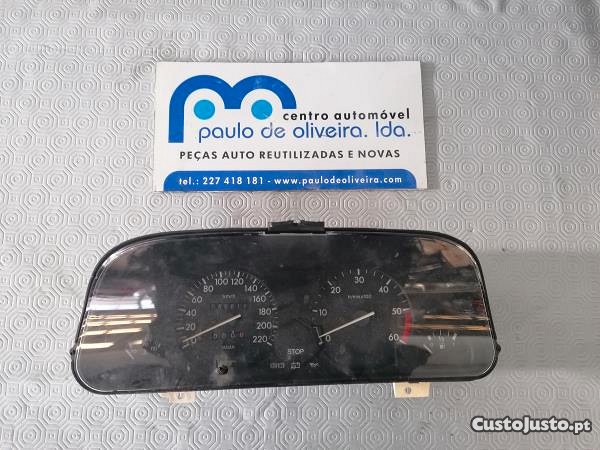 centro automóvel
paulo de oliveira. lda.
PEÇAS AUTO REUTILIZADAS E NOVAS
tel.: 227 418 181 - www.paulodeoliveira.com
0 20 40 60 80 100 120 140 160 180 200 220
km/h
0 10 20 30 40 50 60
STOP
CustoJusto.pt